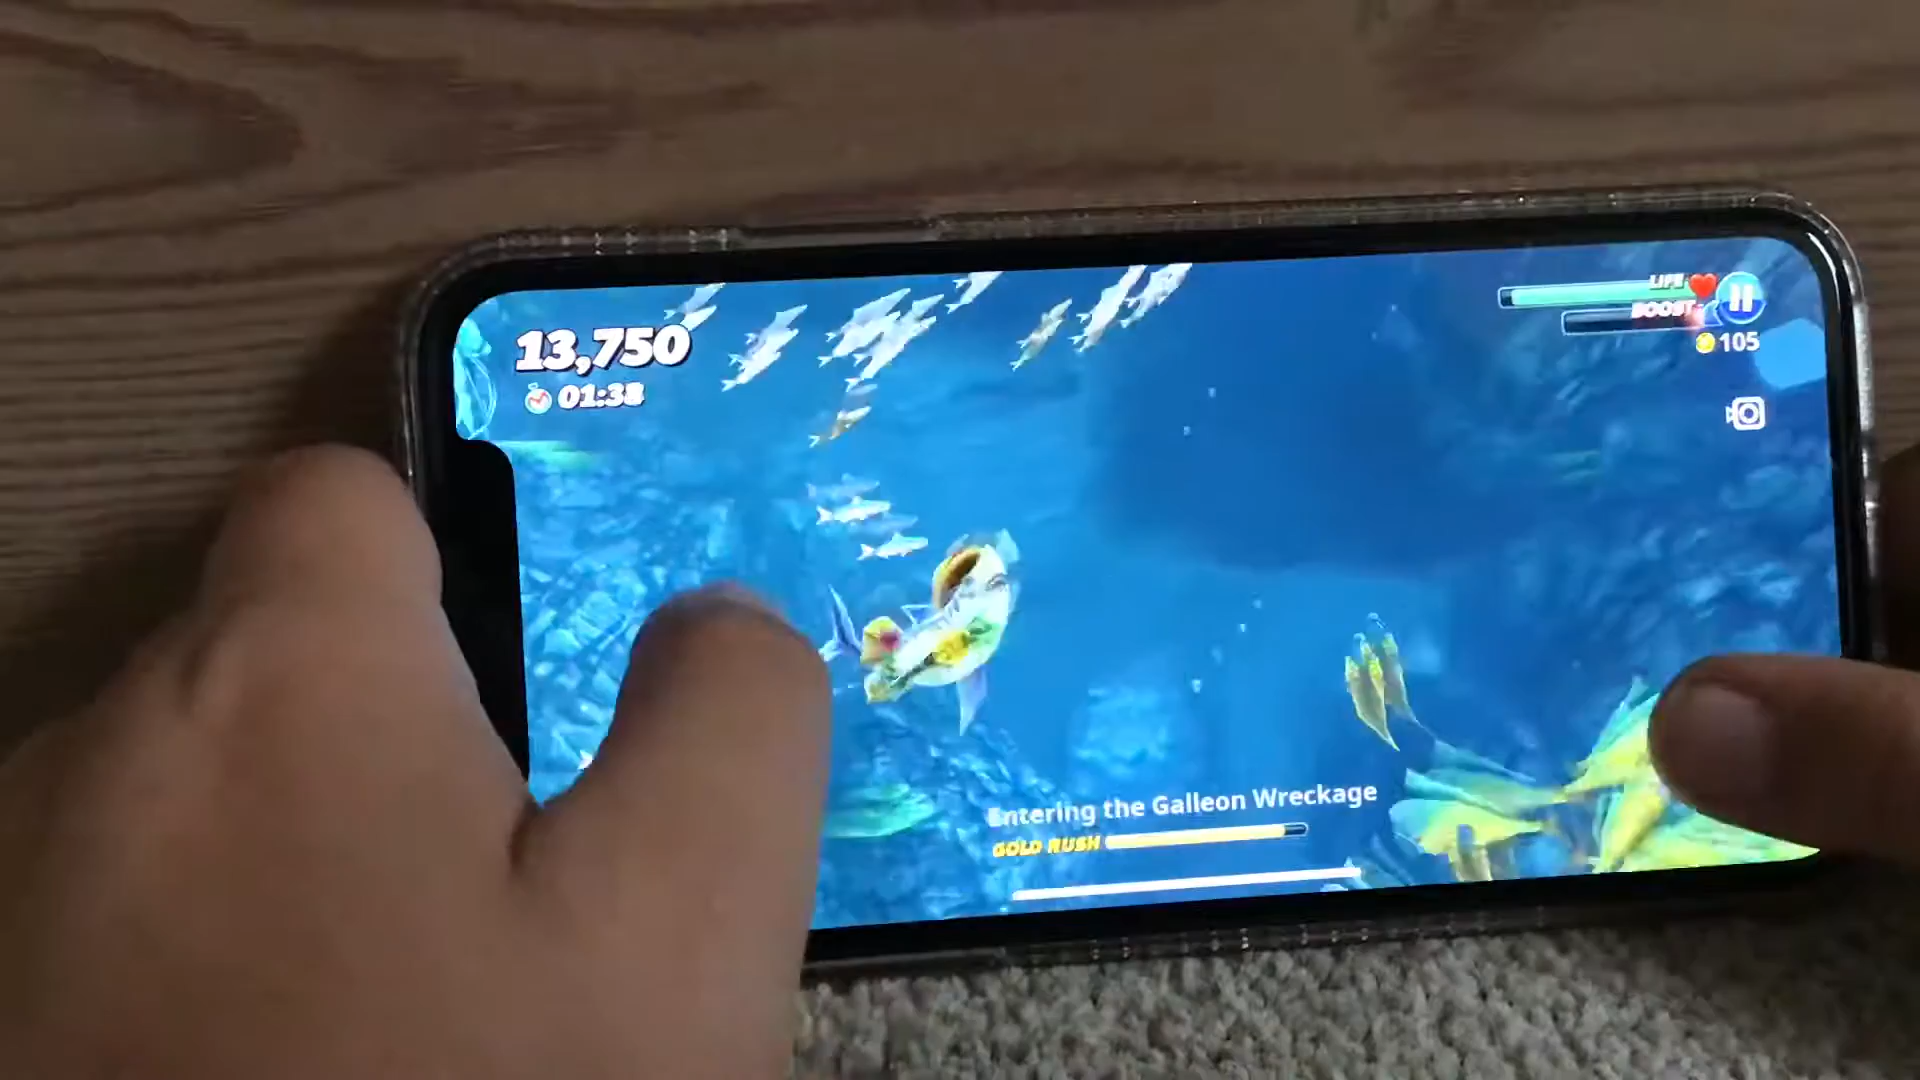 13,750
01:38
LIFE
BOOST
105
Entering the Galleon Wreckage
GOLD RUSH